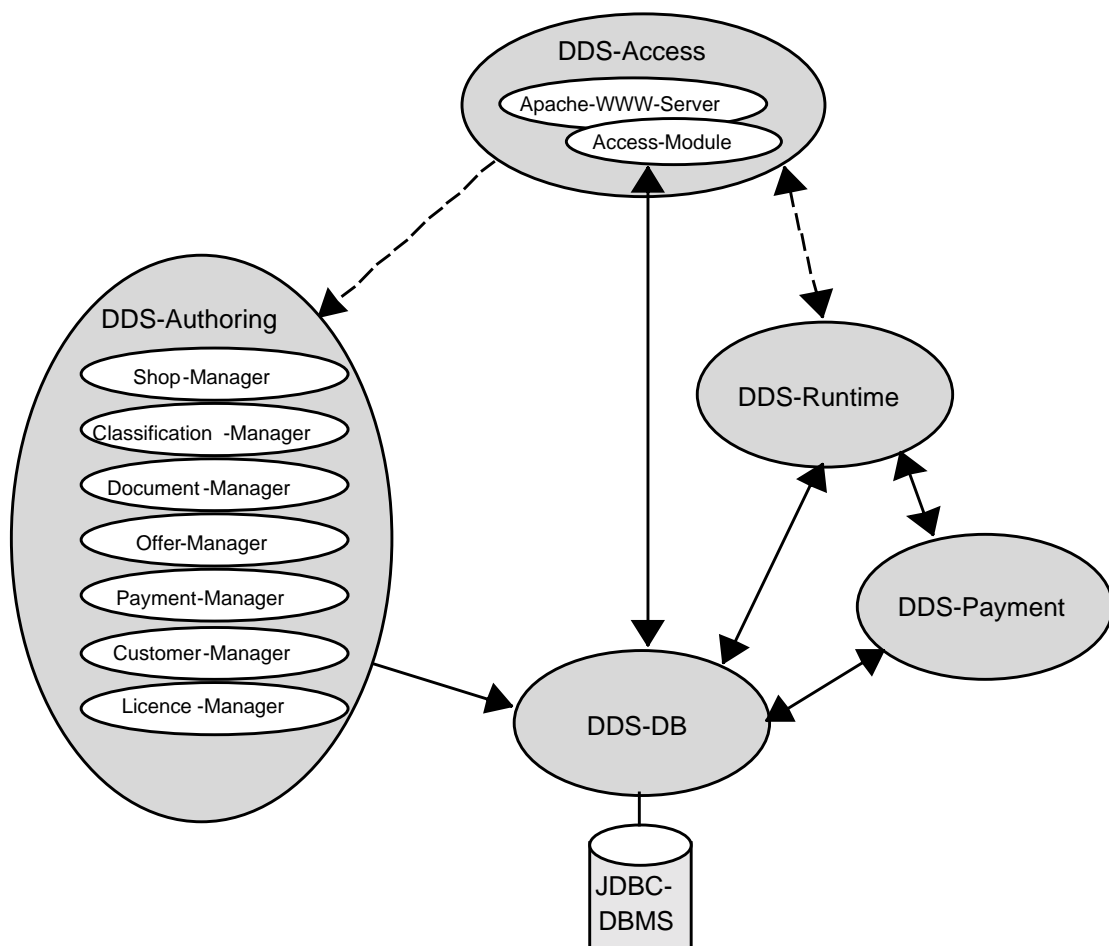 DDS-Access
Apache-WWW-Server
Access-Module
DDS-Authoring
Shop-Manager
Classification -Manager
Document-Manager
Offer-Manager
Payment-Manager
Customer-Manager
Licence -Manager
DDS-Runtime
DDS-Payment
DDS-DB
JDBC-
DBMS